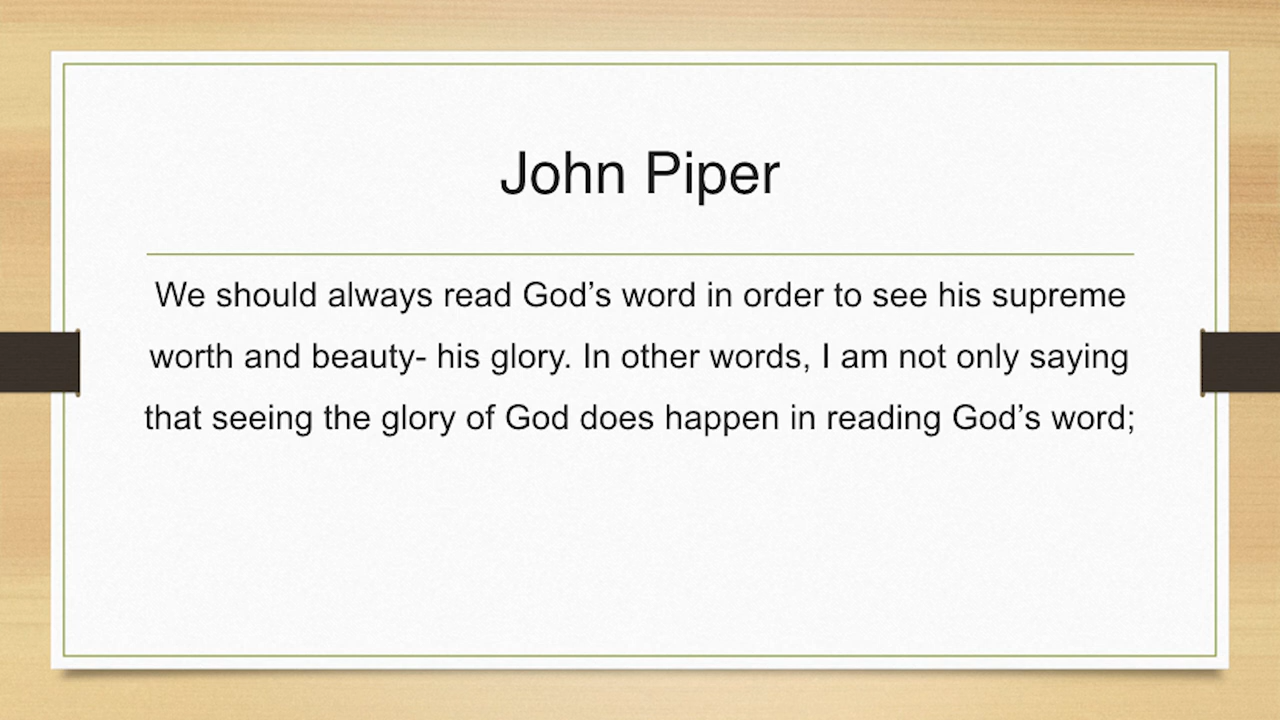 John Piper
We should always read God’s word in order to see his supreme
worth and beauty- his glory. In other words, I am not only saying
that seeing the glory of God does happen in reading God’s word;